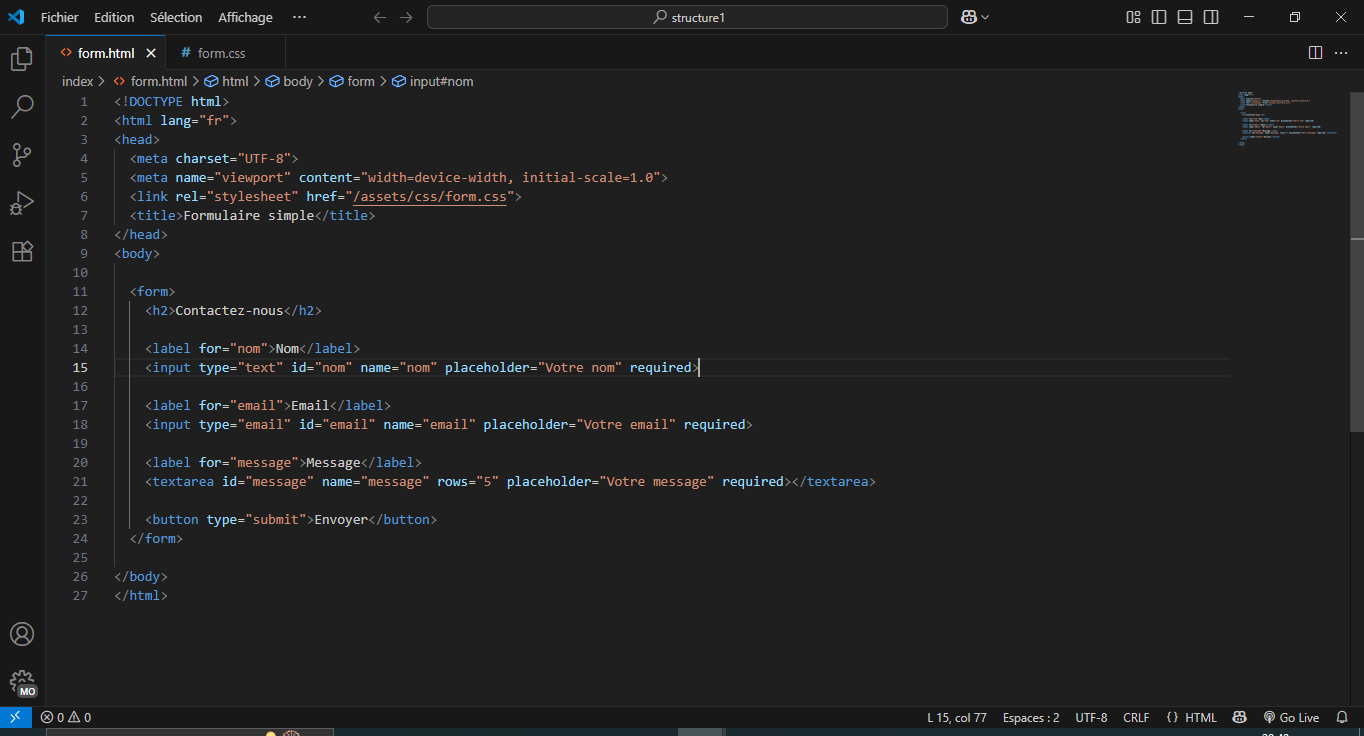 Fichier Edition Sélection Affichage ···
structure1
form.html
# form.css
index > form.html > html > body > form > input#nom
1 <!DOCTYPE html>
2 <html lang="fr">
3 <head>
4 <meta charset="UTF-8">
5 <meta name="viewport" content="width=device-width, initial-scale=1.0">
6 <link rel="stylesheet" href="/assets/css/form.css">
7 <title>Formulaire simple</title>
8 </head>
9 <body>
10
11 <form>
12 <h2>Contactez-nous</h2>
13
14 <label for="nom">Nom</label>
15 <input type="text" id="nom" name="nom" placeholder="Votre nom" required>
16
17 <label for="email">Email</label>
18 <input type="email" id="email" name="email" placeholder="Votre email" required>
19
20 <label for="message">Message</label>
21 <textarea id="message" name="message" rows="5" placeholder="Votre message" required></textarea>
22
23 <button type="submit">Envoyer</button>
24 </form>
25
26 </body>
27 </html>
MO
0 0
L 15, col 77 Espaces : 2 UTF-8 CRLF {} HTML Go Live